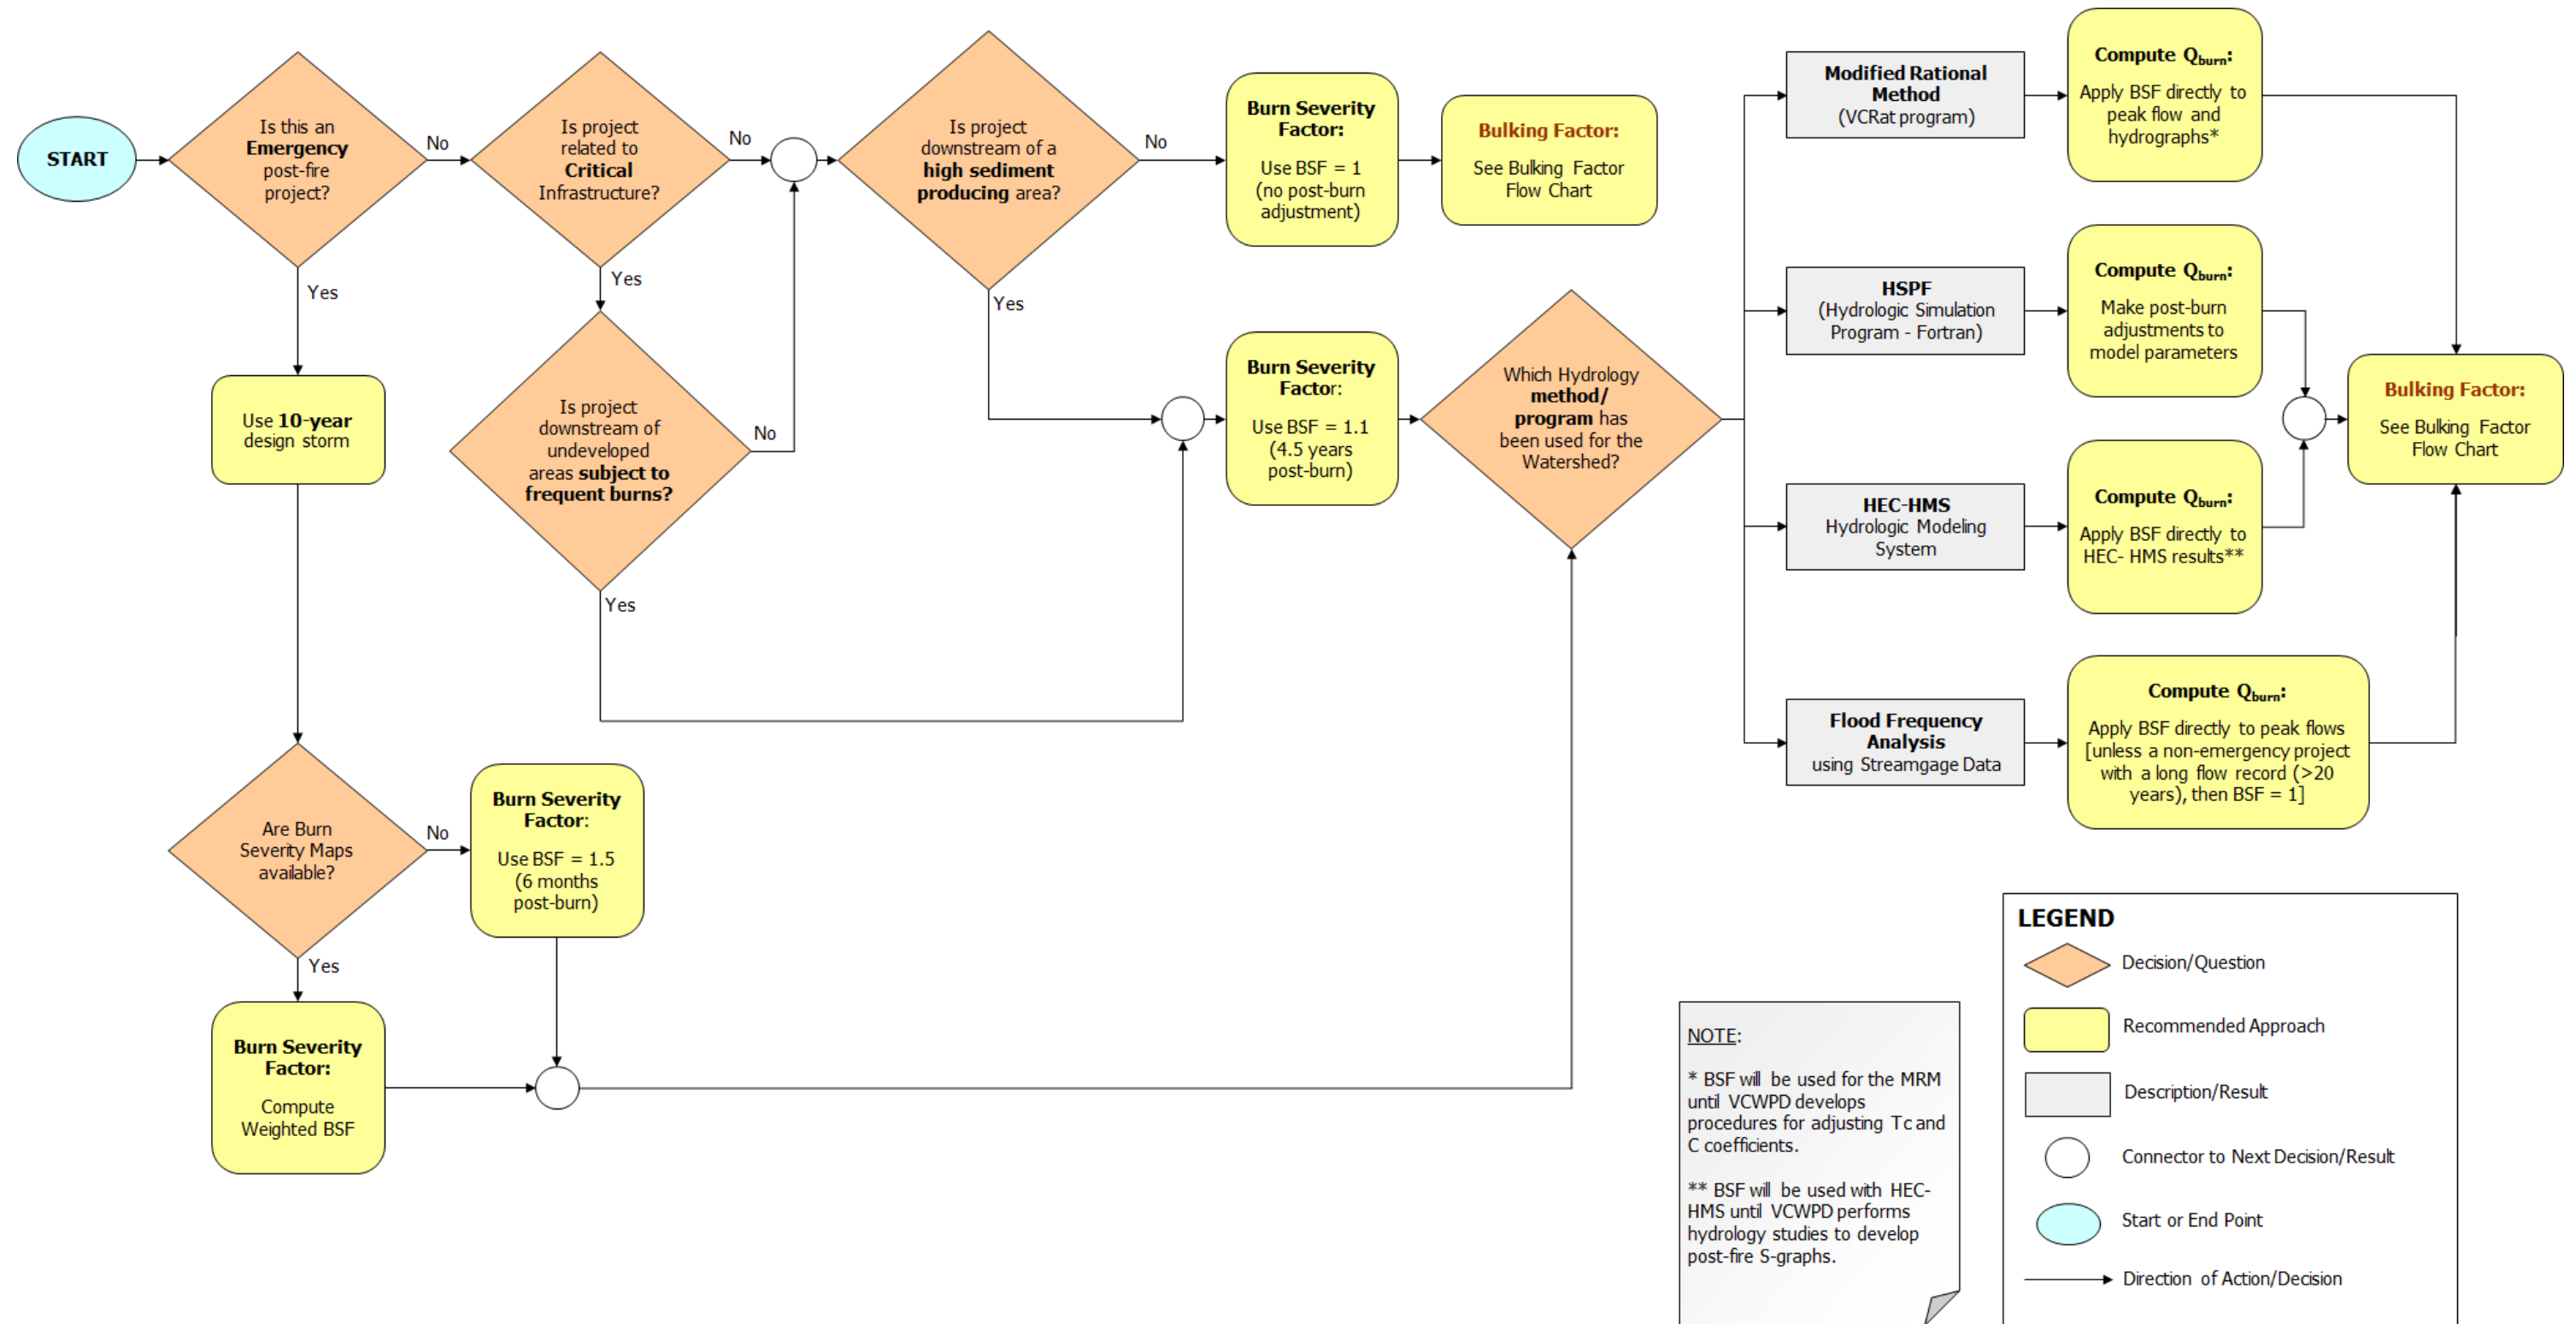 START
Is this an
Emergency
post-fire
project?
No
Yes
Is project
related to
Critical
Infrastructure?
No
Yes
Is project
downstream of a
high sediment
producing area?
No
Yes
Burn Severity
Factor:
Use BSF = 1
(no post-burn
adjustment)
Bulking Factor:
See Bulking Factor
Flow Chart
Use 10-year
design storm
Is project
downstream of
undeveloped
areas subject to
frequent burns?
No
Yes
Burn Severity
Factor:
Use BSF = 1.1
(4.5 years
post-burn)
Which Hydrology
method/
program has
been used for the
Watershed?
Modified Rational
Method
(VCRat program)
Compute Qburn:
Apply BSF directly to
peak flow and
hydrographs*
HSPF
(Hydrologic Simulation
Program - Fortran)
Compute Qburn:
Make post-burn
adjustments to
model parameters
HEC-HMS
Hydrologic Modeling
System
Compute Qburn:
Apply BSF directly to
HEC- HMS results**
Flood Frequency
Analysis
using Streamgage Data
Compute Qburn:
Apply BSF directly to peak flows
[unless a non-emergency project
with a long flow record (>20
years), then BSF = 1]
Bulking Factor:
See Bulking Factor
Flow Chart
Are Burn
Severity Maps
available?
No
Yes
Burn Severity
Factor:
Use BSF = 1.5
(6 months
post-burn)
Burn Severity
Factor:
Compute
Weighted BSF
NOTE:
* BSF will be used for the MRM
until VCWPD develops
procedures for adjusting Tc and
C coefficients.
** BSF will be used with HEC-
HMS until VCWPD performs
hydrology studies to develop
post-fire S-graphs.
LEGEND
Decision/Question
Recommended Approach
Description/Result
Connector to Next Decision/Result
Start or End Point
Direction of Action/Decision